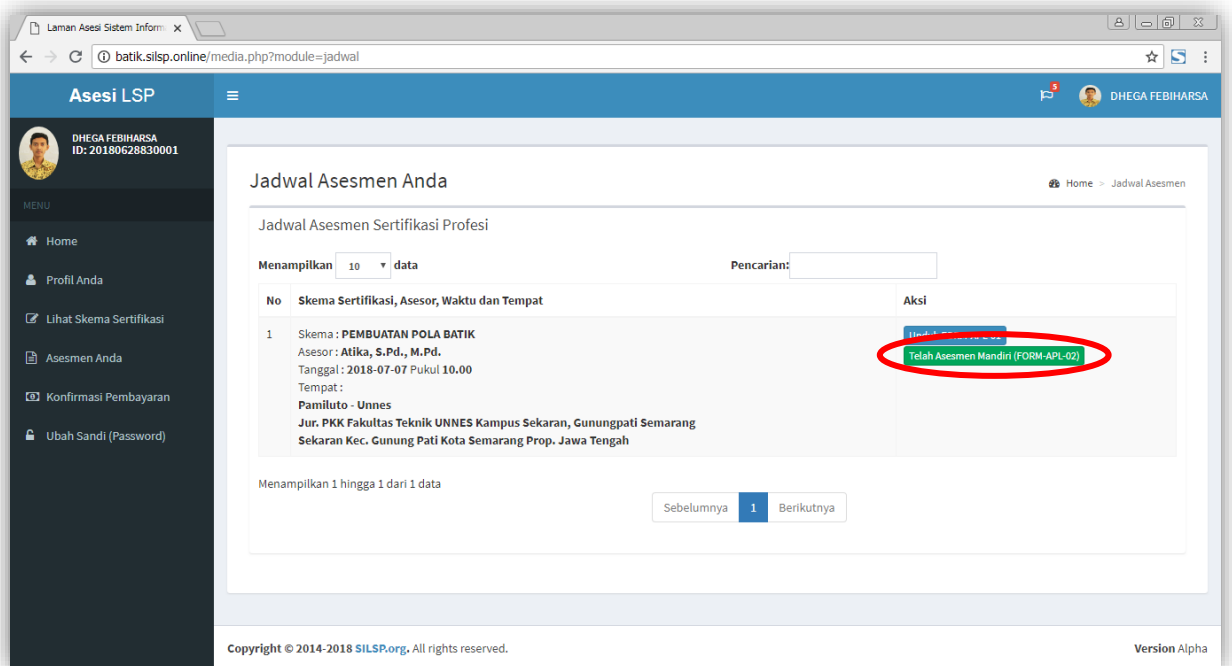 Laman Asesi Sistem Inform
batik.silsp.online/media.php?module=jadwal
Asesi LSP
5
DHEGA FEBIHARSA
DHEGA FEBIHARSA
ID: 20180628830001
MENU
Home
Profil Anda
Lihat Skema Sertifikasi
Asesmen Anda
Konfirmasi Pembayaran
Ubah Sandi (Password)
Jadwal Asesmen Anda
Home > Jadwal Asesmen
Jadwal Asesmen Sertifikasi Profesi
Menampilkan 10 data
Pencarian:
No Skema Sertifikasi, Asesor, Waktu dan Tempat Aksi
1 Skema : PEMBUATAN POLA BATIK
Asesor : Atika, S.Pd., M.Pd.
Tanggal : 2018-07-07 Pukul 10.00
Tempat :
Pamiluto - Unnes
Jur. PKK Fakultas Teknik UNNES Kampus Sekaran, Gunungpati Semarang
Sekaran Kec. Gunung Pati Kota Semarang Prop. Jawa Tengah
Telah Asesmen Mandiri (FORM-APL-02)
Menampilkan 1 hingga 1 dari 1 data
Sebelumnya 1 Berikutnya
Copyright © 2014-2018 SILSP.org. All rights reserved.
Version Alpha